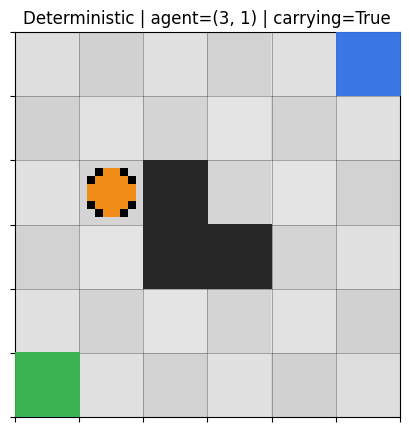 Deterministic | agent=(3, 1) | carrying=True